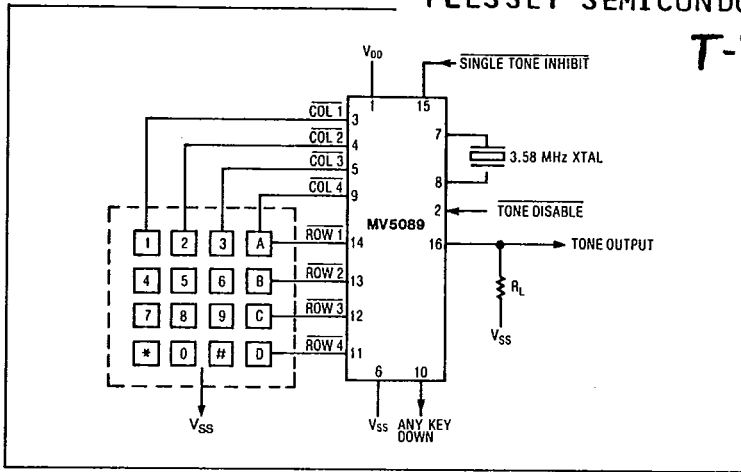 PLESSEY SEMICONDU
T-
V_DD
SINGLE TONE INHIBIT
1 15
COL 1
3
COL 2
4
COL 3
5
COL 4
9
7
8
3.58 MHz XTAL
2
TONE DISABLE
MV5089
16
TONE OUTPUT
R_L
V_SS
1 2 3 A
ROW 1
14
4 5 6 B
ROW 2
13
7 8 9 C
ROW 3
12
* 0 # D
ROW 4
11
6 10
V_SS
V_SS ANY KEY
DOWN